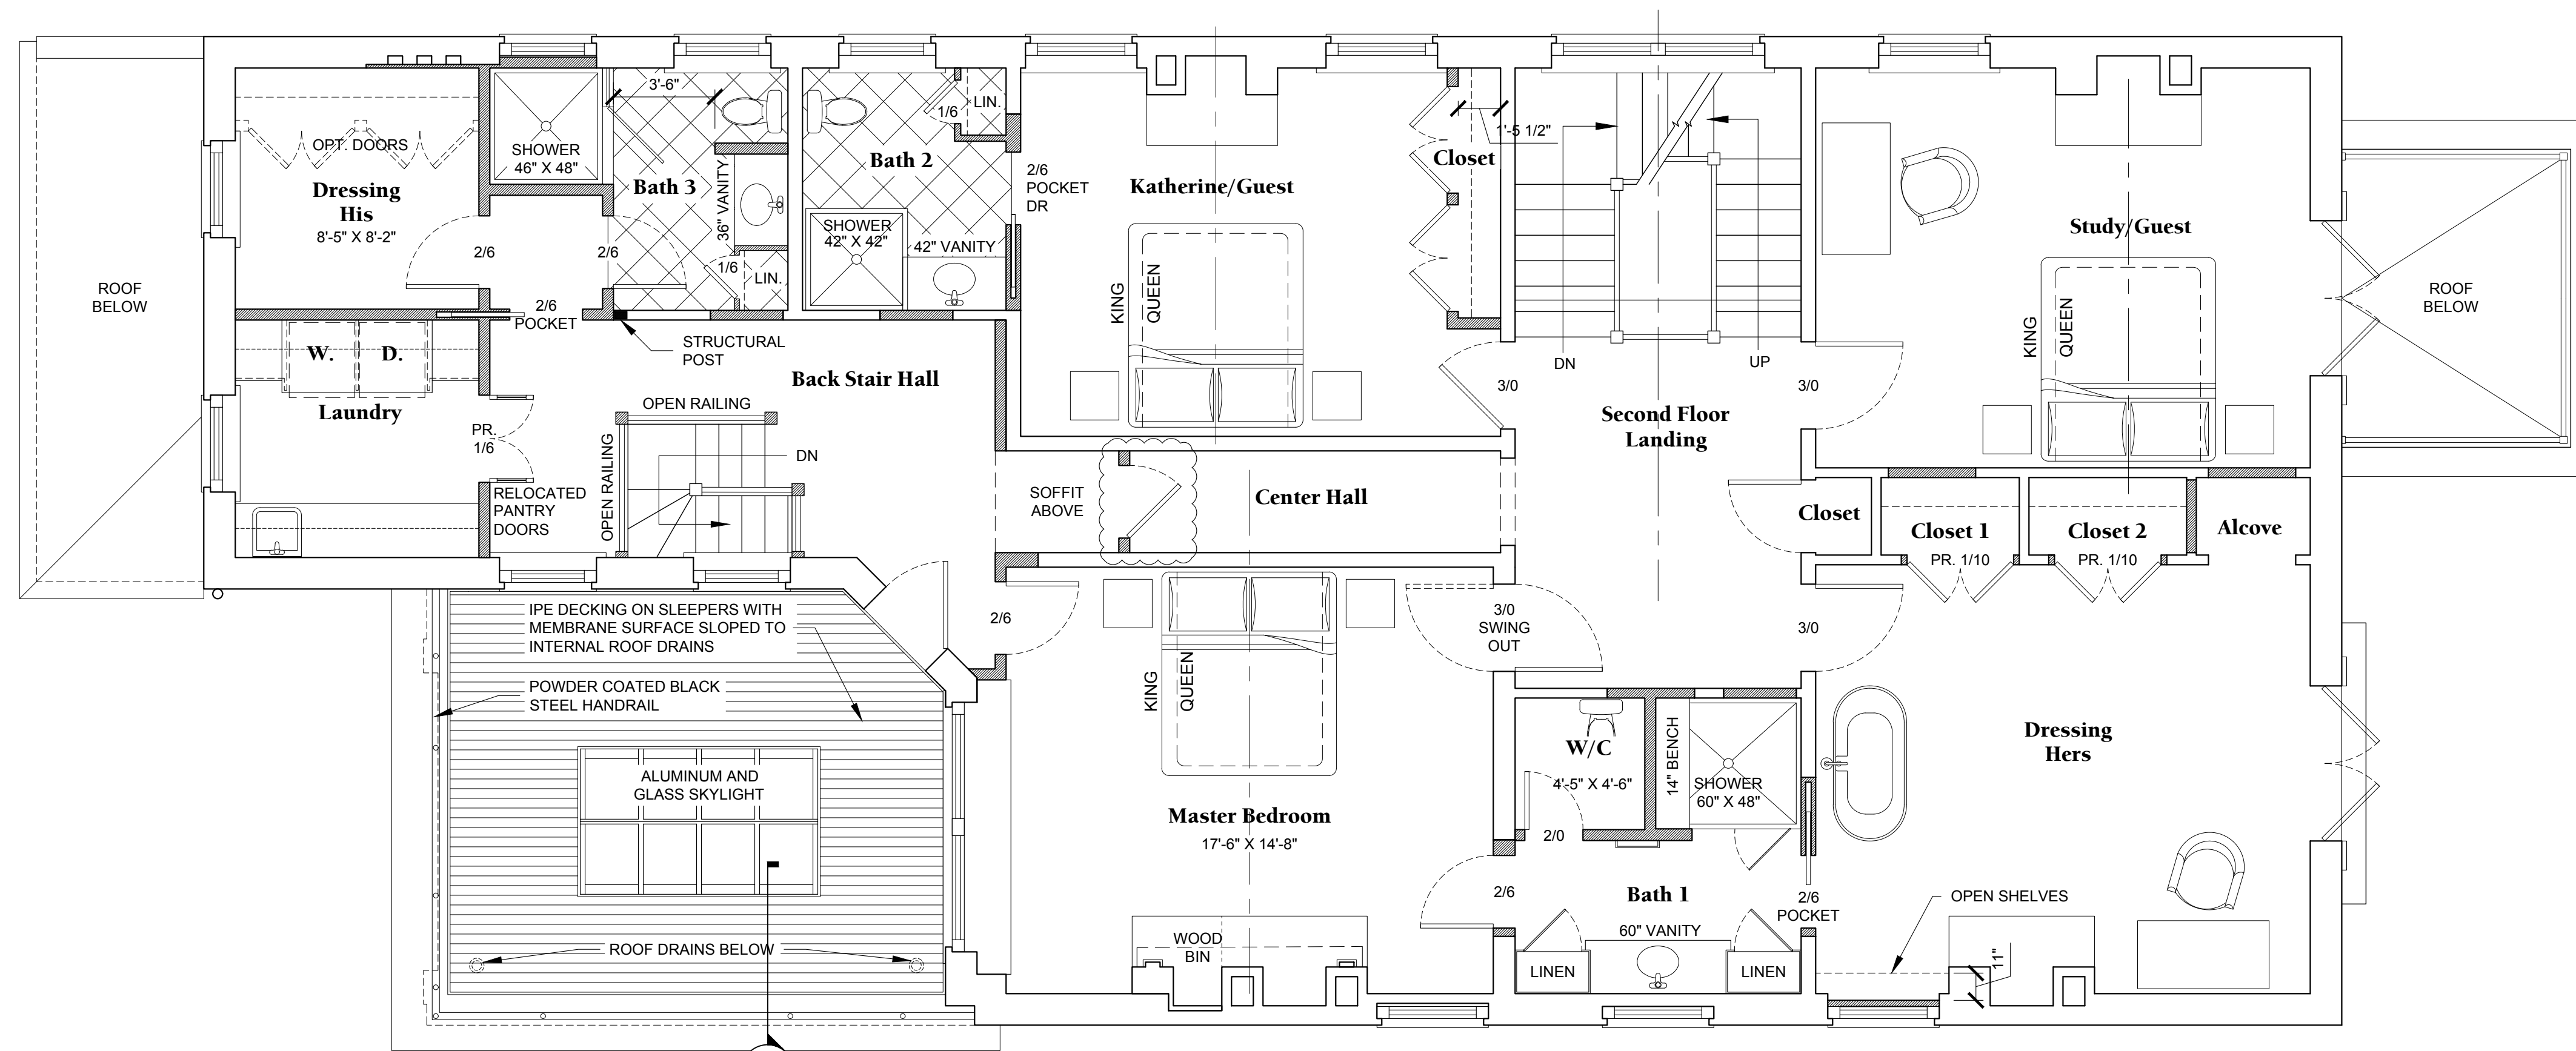 ROOF
BELOW
OPT. DOORS
Dressing
His
8'-5" X 8'-2"
SHOWER
46" X 48"
3'-6"
Bath 3
36" VANITY
1/6
LIN.
2/6
2/6
2/6
POCKET
STRUCTURAL
POST
Bath 2
1/6
LIN.
SHOWER
42" X 42"
42" VANITY
2/6
POCKET
DR
Katherine/Guest
KING
QUEEN
Closet
1'-5 1/2"
DN
UP
3/0
3/0
Second Floor
Landing
Study/Guest
KING
QUEEN
ROOF
BELOW
W.
D.
Laundry
PR.
1/6
RELOCATED
PANTRY
DOORS
Back Stair Hall
OPEN RAILING
OPEN RAILING
DN
SOFFIT
ABOVE
Center Hall
Closet
Closet 1
PR. 1/10
Closet 2
PR. 1/10
Alcove
IPE DECKING ON SLEEPERS WITH
MEMBRANE SURFACE SLOPED TO
INTERNAL ROOF DRAINS
POWDER COATED BLACK
STEEL HANDRAIL
ALUMINUM AND
GLASS SKYLIGHT
ROOF DRAINS BELOW
2/6
KING
QUEEN
Master Bedroom
17'-6" X 14'-8"
WOOD
BIN
3/0
SWING
OUT
3/0
W/C
4'-5" X 4'-6"
14" BENCH
SHOWER
60" X 48"
2/0
2/6
Bath 1
2/6
POCKET
60" VANITY
LINEN
LINEN
Dressing
Hers
OPEN SHELVES
11"